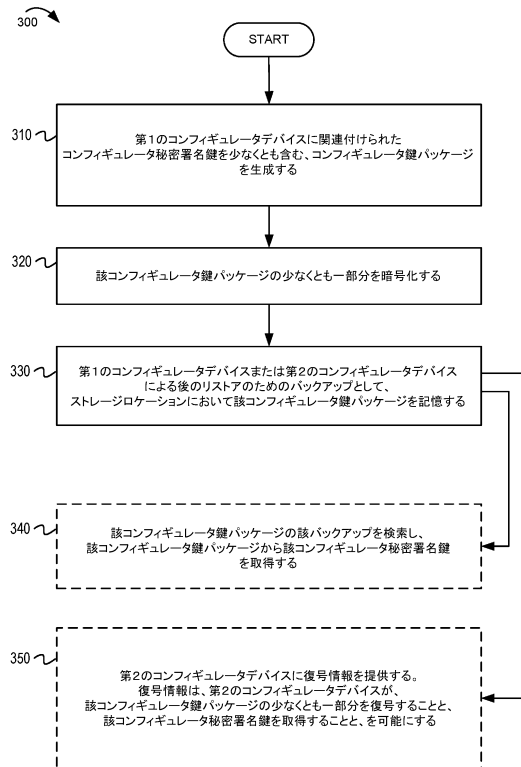 300
START
310
第1のコンフィギュレータデバイスに関連付けられた
コンフィギュレータ秘密署名鍵を少なくとも含む、コンフィギュレータ鍵パッケージ
を生成する
320
該コンフィギュレータ鍵パッケージの少なくとも一部分を暗号化する
330
第1のコンフィギュレータデバイスまたは第2のコンフィギュレータデバイス
による後のリストアのためのバックアップとして、
ストレージロケーションにおいて該コンフィギュレータ鍵パッケージを記憶する
340
該コンフィギュレータ鍵パッケージの該バックアップを検索し、
該コンフィギュレータ鍵パッケージから該コンフィギュレータ秘密署名鍵
を取得する
350
第2のコンフィギュレータデバイスに復号情報を提供する。
復号情報は、第2のコンフィギュレータデバイスが、
該コンフィギュレータ鍵パッケージの少なくとも一部分を復号することと、
該コンフィギュレータ秘密署名鍵を取得することと、を可能にする